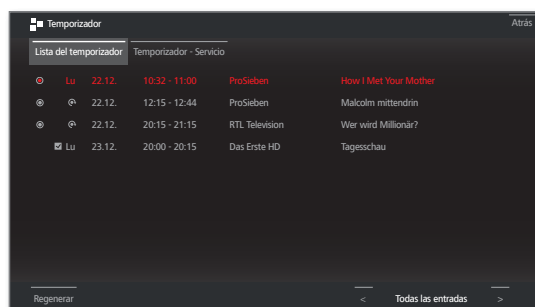 Temporizador Atrás
Lista del temporizador Temporizador - Servicio
Lu 22.12. 10:32 - 11:00 ProSieben How I Met Your Mother
22.12. 12:15 - 12:44 ProSieben Malcolm mittendrin
22.12. 20:15 - 21:15 RTL Television Wer wird Millionär?
Lu 23.12. 20:00 - 20:15 Das Erste HD Tagesschau
Regenerar < Todas las entradas >